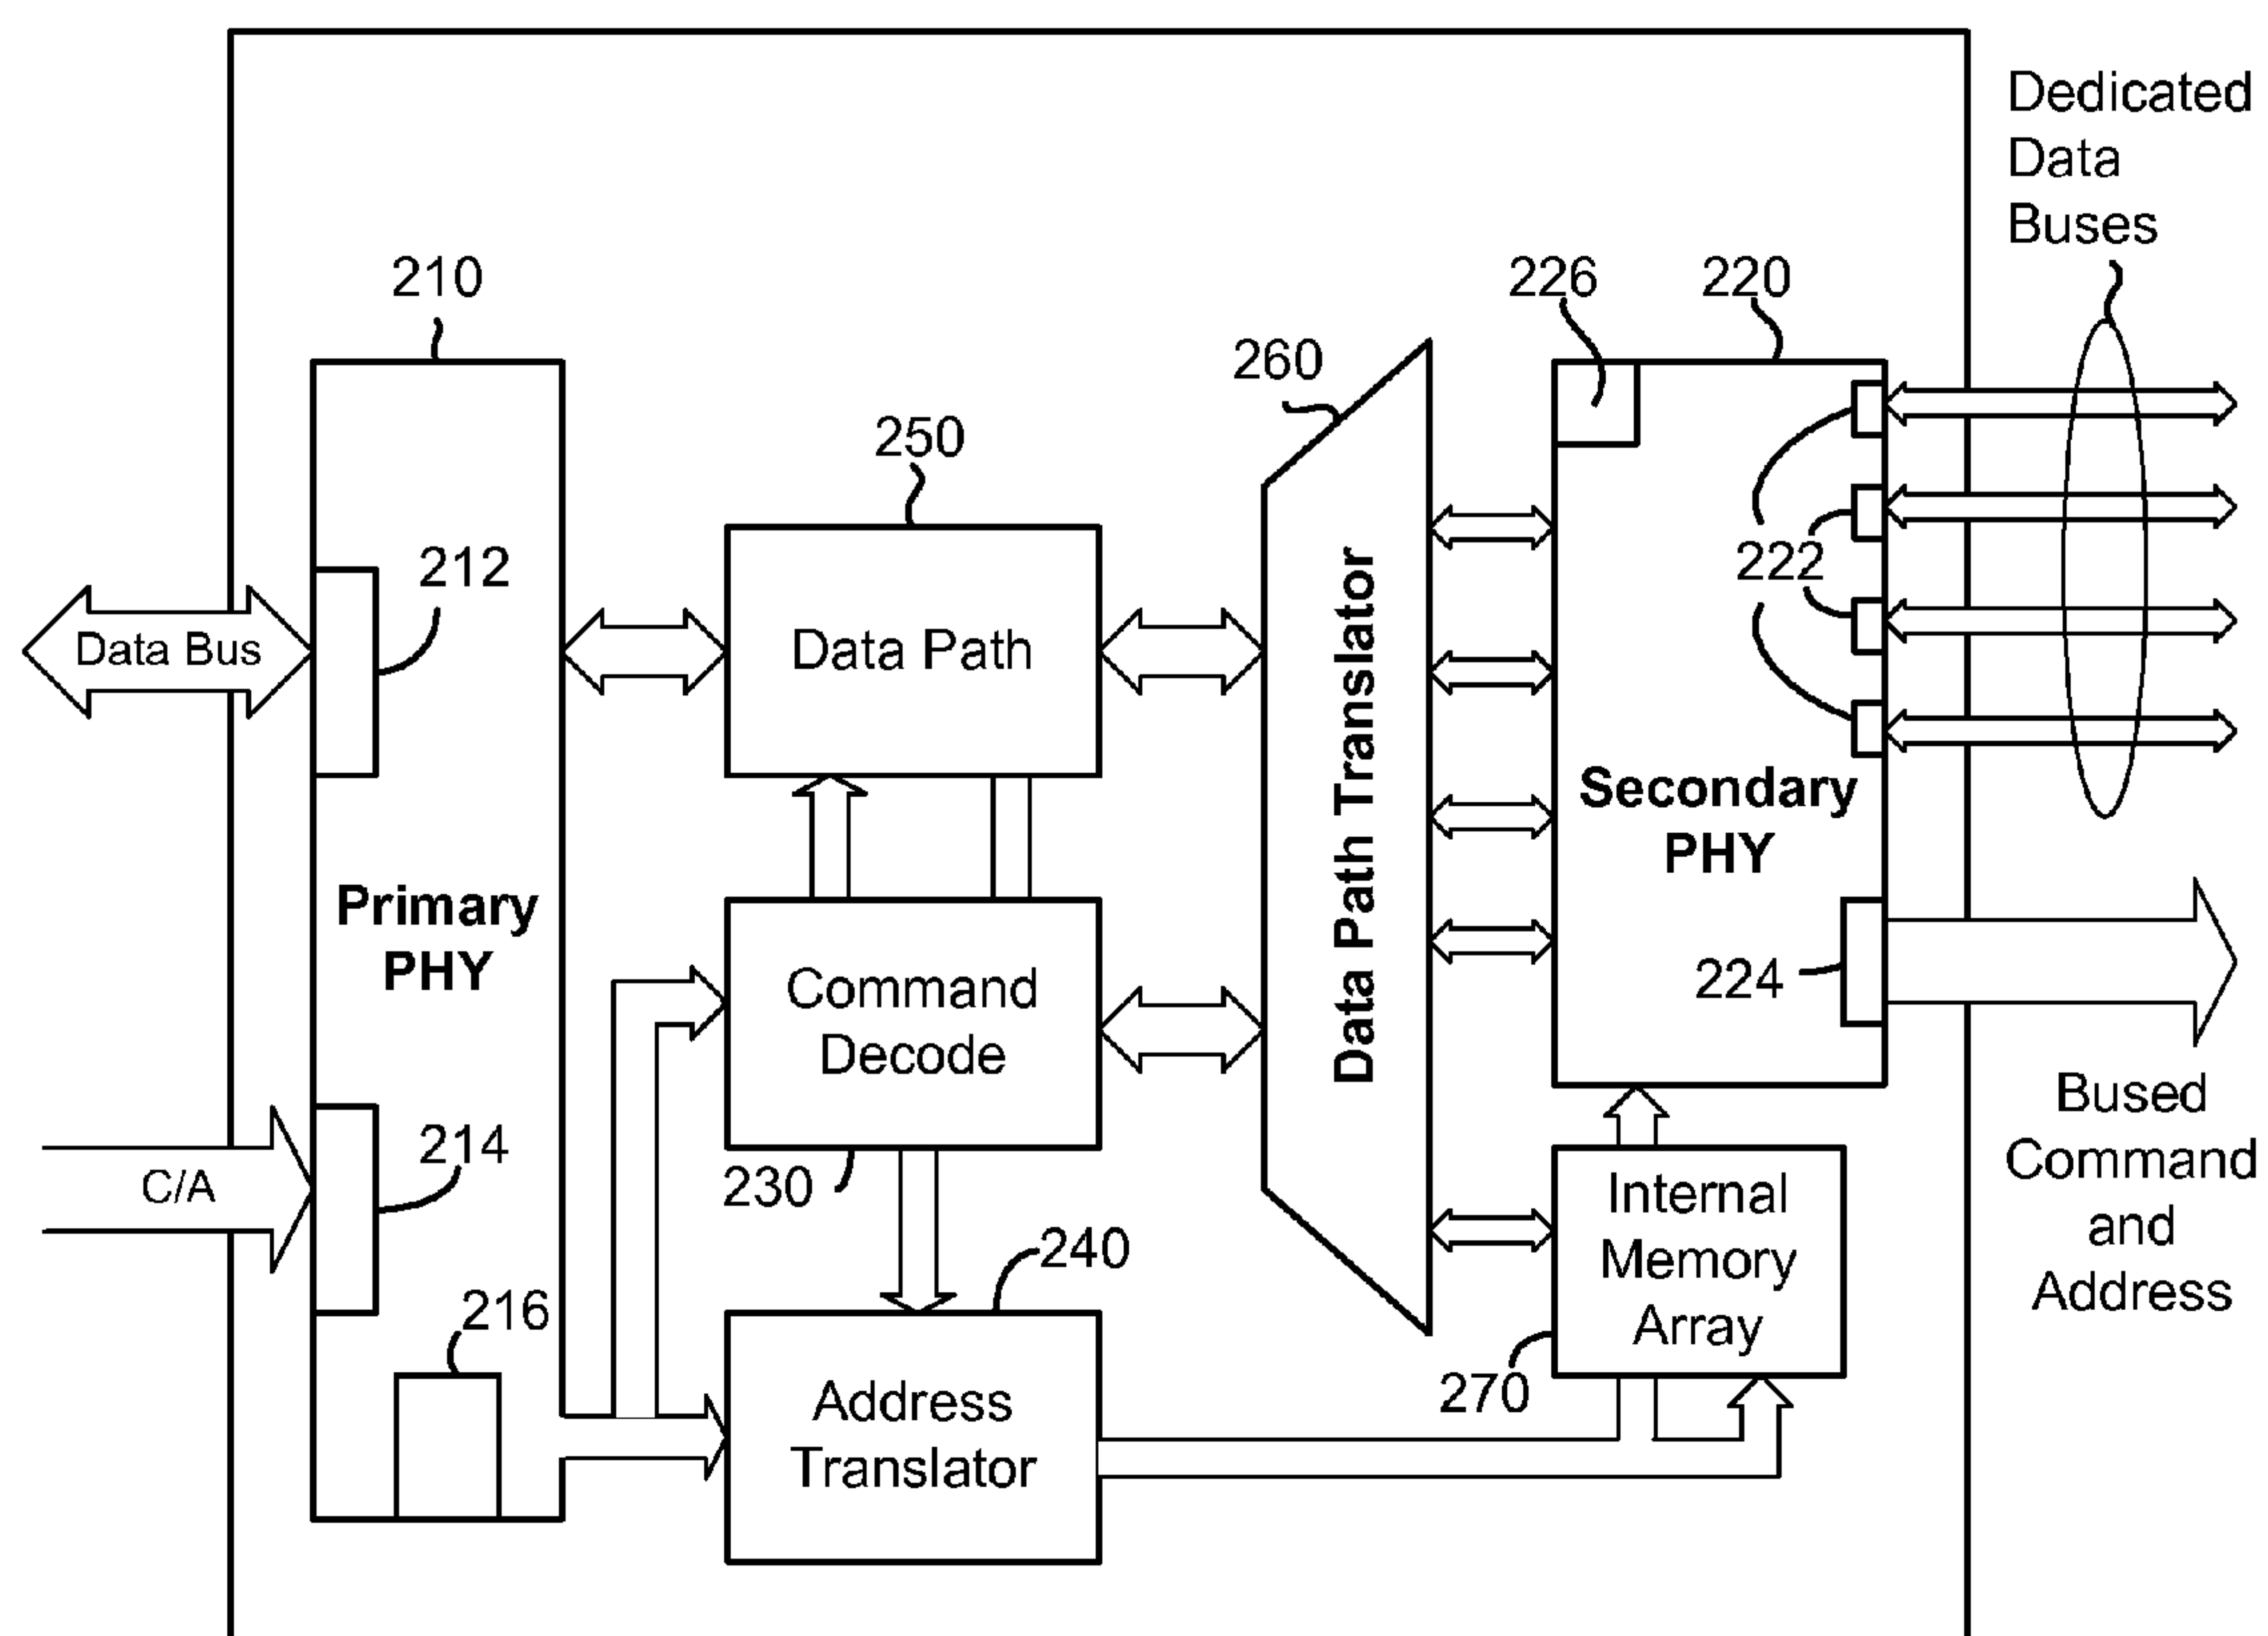 Dedicated
Data
Buses
210
226
220
260
250
212
222
Data Bus
Data Path
Data Path Translator
Secondary
PHY
Primary
PHY
Command
Decode
224
Bused
Command
and
Address
214
C/A
230
Internal
Memory
Array
240
216
270
Address
Translator